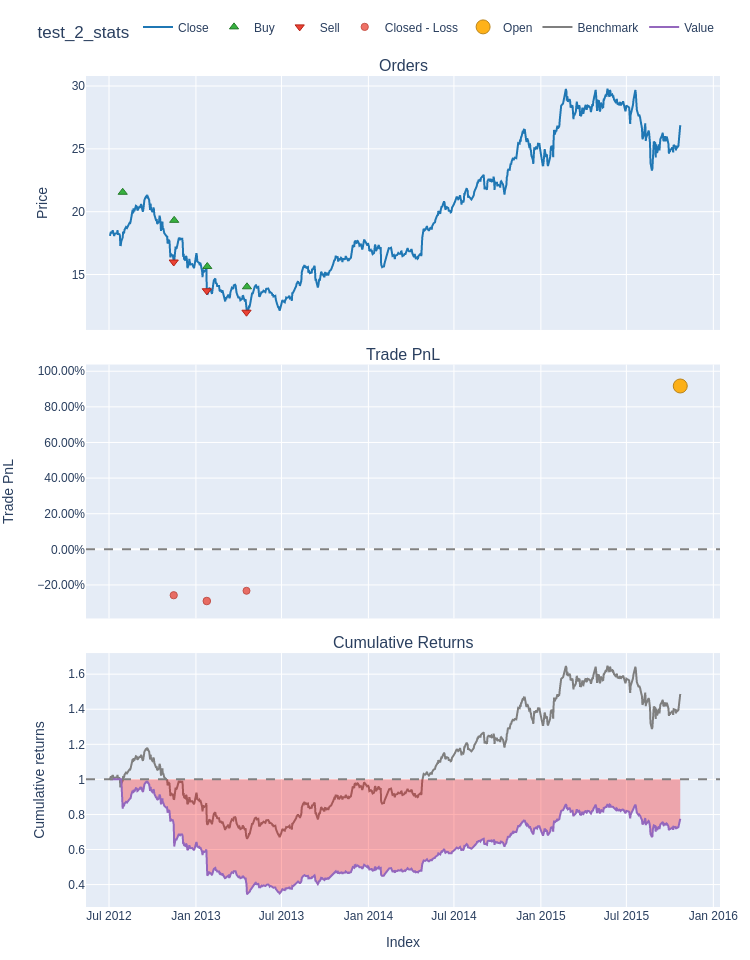 test_2_stats
Close
Buy
Sell
Closed - Loss
Open
Benchmark
Value
Orders
30
25
20
15
Price
Trade PnL
100.00%
80.00%
60.00%
40.00%
20.00%
0.00%
−20.00%
Trade PnL
Cumulative Returns
1.6
1.4
1.2
1
0.8
0.6
0.4
Cumulative returns
Jul 2012
Jan 2013
Jul 2013
Jan 2014
Jul 2014
Jan 2015
Jul 2015
Jan 2016
Index